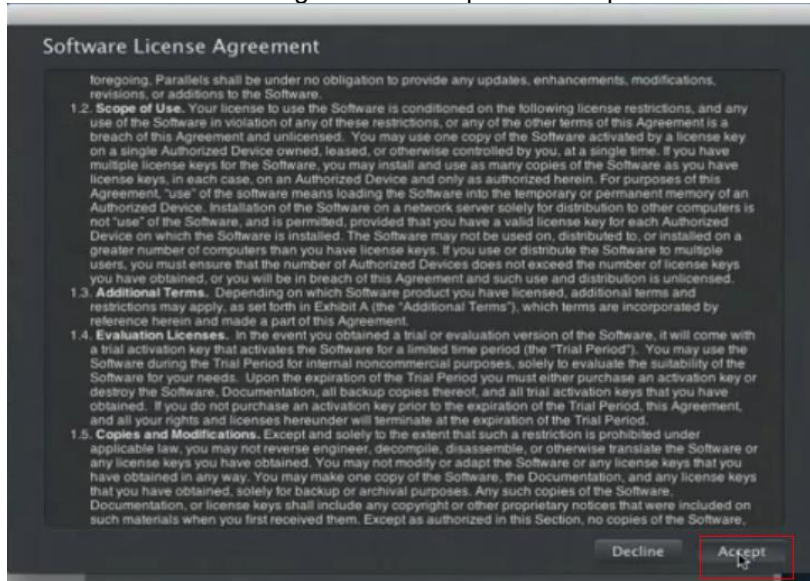 Software License Agreement
foregoing, Parallels shall be under no obligation to provide any updates, enhancements, modifications,
revisions, or additions to the Software.
1.2. Scope of Use. Your license to use the Software is conditioned on the following license restrictions, and any
use of the Software in violation of any of these restrictions, or any of the other terms of this Agreement is a
breach of this Agreement and unlicensed. You may use one copy of the Software activated by a license key
on a single Authorized Device owned, leased, or otherwise controlled by you, at a single time. If you have
multiple license keys for the Software, you may install and use as many copies of the Software as you have
license keys, in each case, on an Authorized Device and only as authorized herein. For purposes of this
Agreement, "use" of the software means loading the Software into the temporary or permanent memory of an
Authorized Device. Installation of the Software on a network server solely for distribution to other computers is
not "use" of the Software, and is permitted, provided that you have a valid license key for each Authorized
Device on which the Software is installed. The Software may not be used on, distributed to, or installed on a
greater number of computers than you have license keys. If you use or distribute the Software to multiple
users, you must ensure that the number of Authorized Devices does not exceed the number of license keys
you have obtained, or you will be in breach of this Agreement and such use and distribution is unlicensed.
1.3. Additional Terms. Depending on which Software product you have licensed, additional terms and
restrictions may apply, as set forth in Exhibit A (the "Additional Terms"), which terms are incorporated by
reference herein and made a part of this Agreement.
1.4. Evaluation Licenses. In the event you obtained a trial or evaluation version of the Software, it will come with
a trial activation key that activates the Software for a limited time period (the "Trial Period"). You may use the
Software during the Trial Period for internal noncommercial purposes, solely to evaluate the suitability of the
Software for your needs. Upon the expiration of the Trial Period you must either purchase an activation key or
destroy the Software, Documentation, all backup copies thereof, and all trial activation keys that you have
obtained. If you do not purchase an activation key prior to the expiration of the Trial Period, this Agreement,
and all your rights and licenses hereunder will terminate at the expiration of the Trial Period.
1.5. Copies and Modifications. Except and solely to the extent that such a restriction is prohibited under
applicable law, you may not reverse engineer, decompile, disassemble, or otherwise translate the Software or
any license keys you have obtained. You may not modify or adapt the Software or any license keys that you
have obtained in any way. You may make one copy of the Software, the Documentation, and any license keys
that you have obtained, solely for backup or archival purposes. Any such copies of the Software,
Documentation, or license keys shall include any copyright or other proprietary notices that were included on
such materials when you first received them. Except as authorized in this Section, no copies of the Software,
Decline
Accept